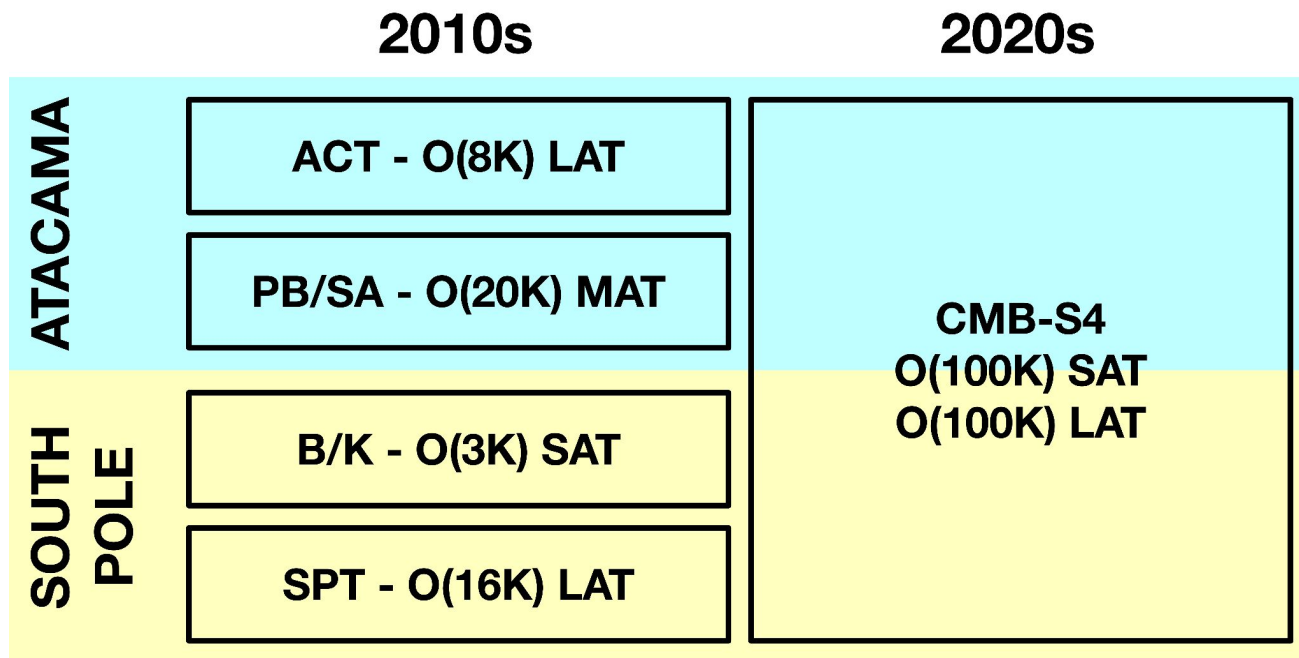 2010s
2020s
ATACAMA
ACT - O(8K) LAT
PB/SA - O(20K) MAT
SOUTH
POLE
B/K - O(3K) SAT
SPT - O(16K) LAT
CMB-S4
O(100K) SAT
O(100K) LAT